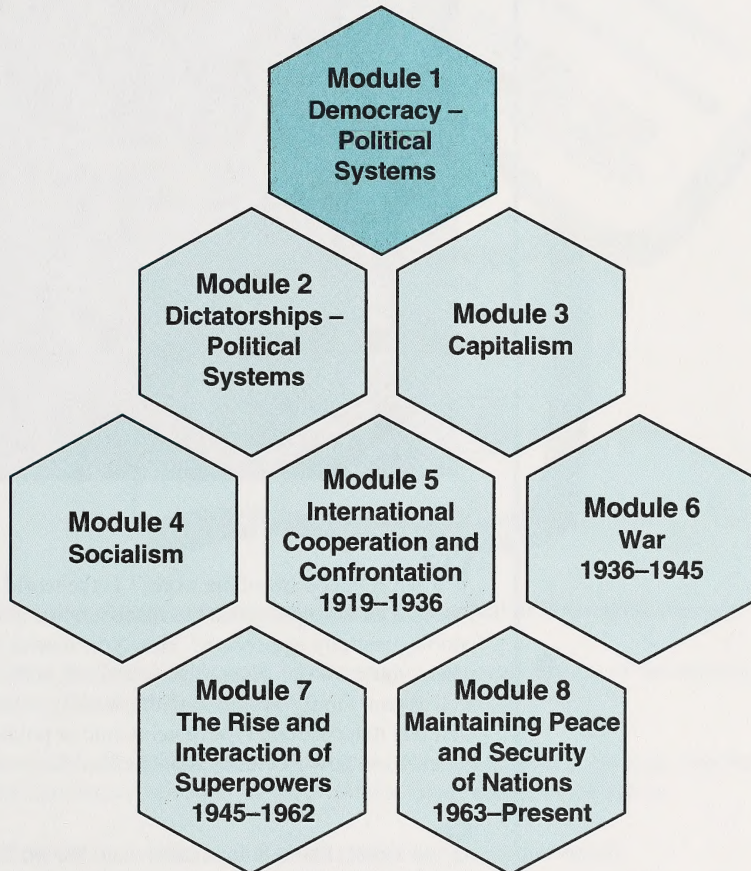 Module 1
Democracy –
Political
Systems
Module 2
Dictatorships –
Political
Systems
Module 3
Capitalism
Module 4
Socialism
Module 5
International
Cooperation and
Confrontation
1919–1936
Module 6
War
1936–1945
Module 7
The Rise and
Interaction of
Superpowers
1945–1962
Module 8
Maintaining Peace
and Security
of Nations
1963–Present